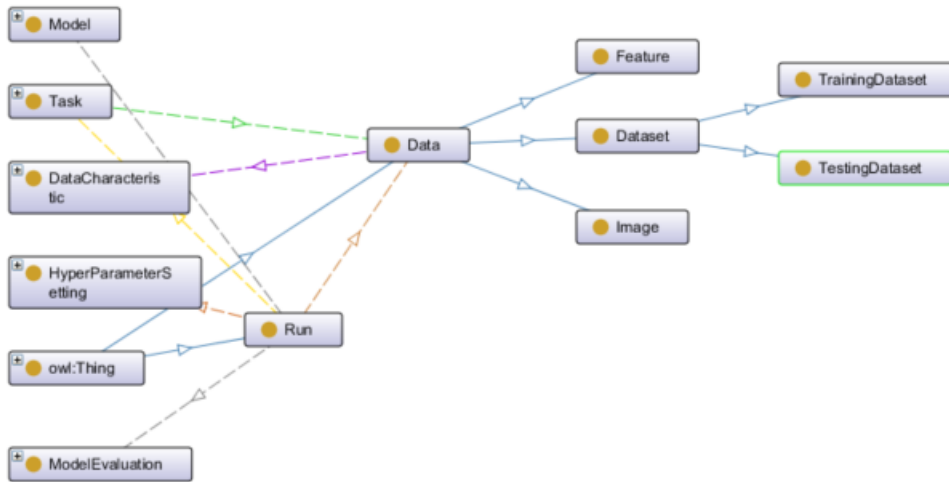 Model
Task
DataCharacteris
tic
HyperParameterS
etting
owl:Thing
ModelEvaluation
Run
Data
Feature
Dataset
Image
TrainingDataset
TestingDataset